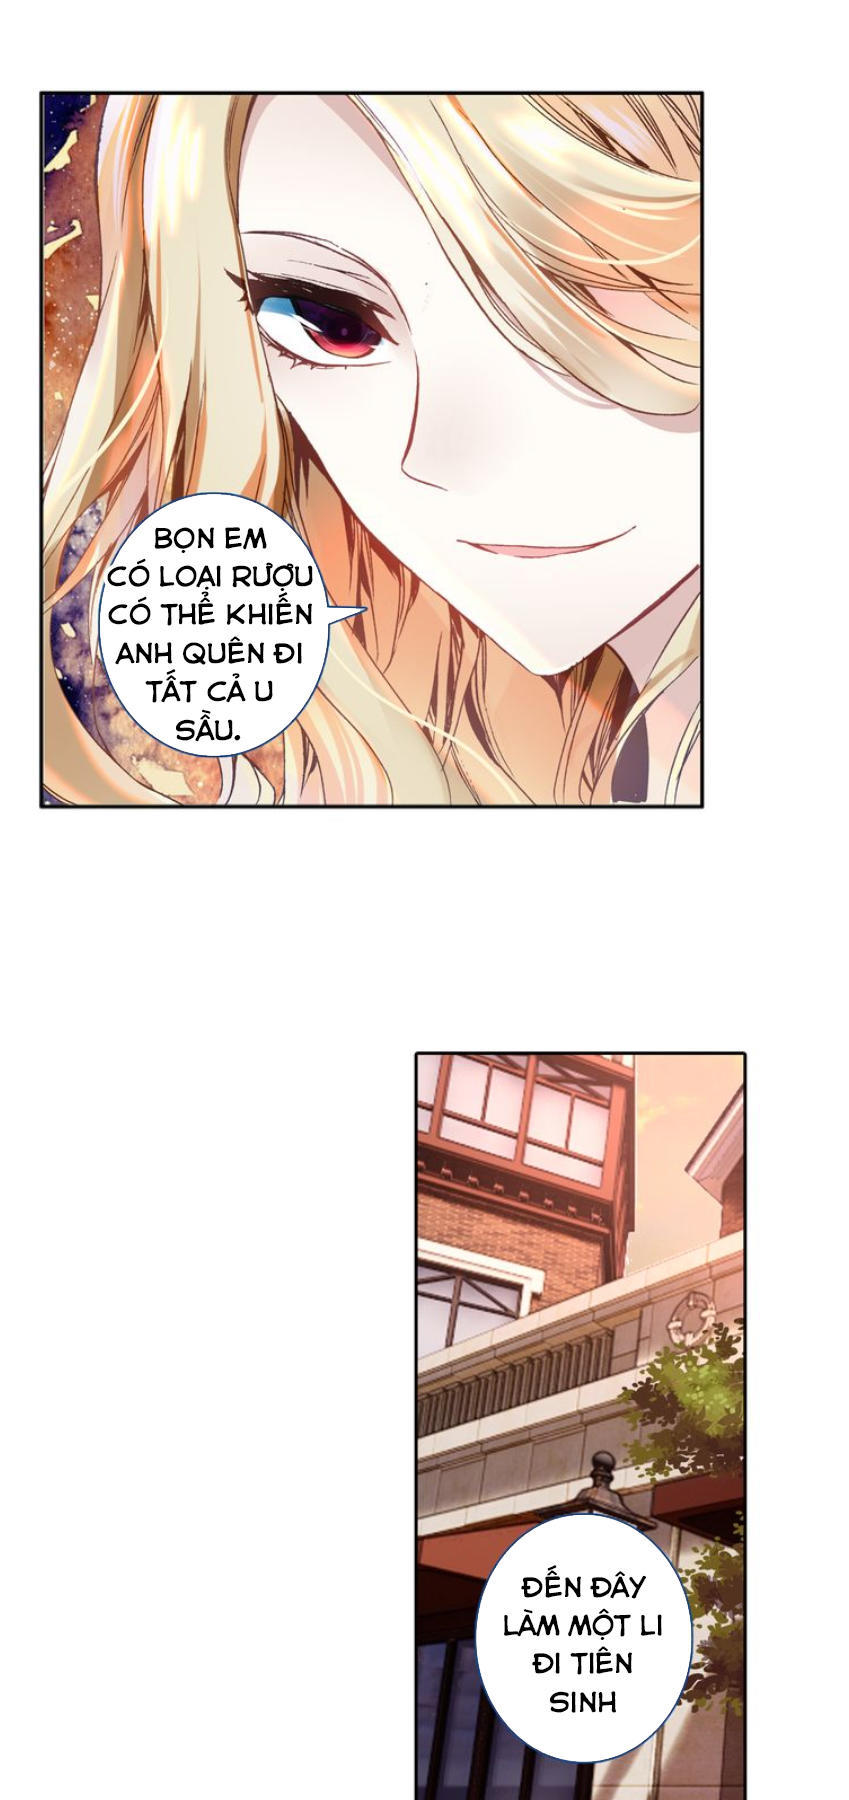 BỌN EM
CÓ LOẠI RƯỢU
CÓ THỂ KHIẾN
ANH QUÊN ĐI
TẤT CẢ U
SẦU.
ĐẾN ĐÂY
LÀM MỘT LI
ĐI TIÊN
SINH